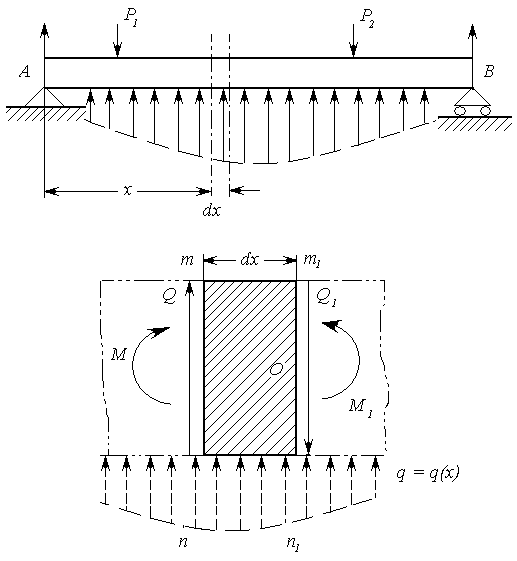 P1 P2
A B
x
dx
m dx m1
Q Q1
M O M1
q = q(x)
n n1